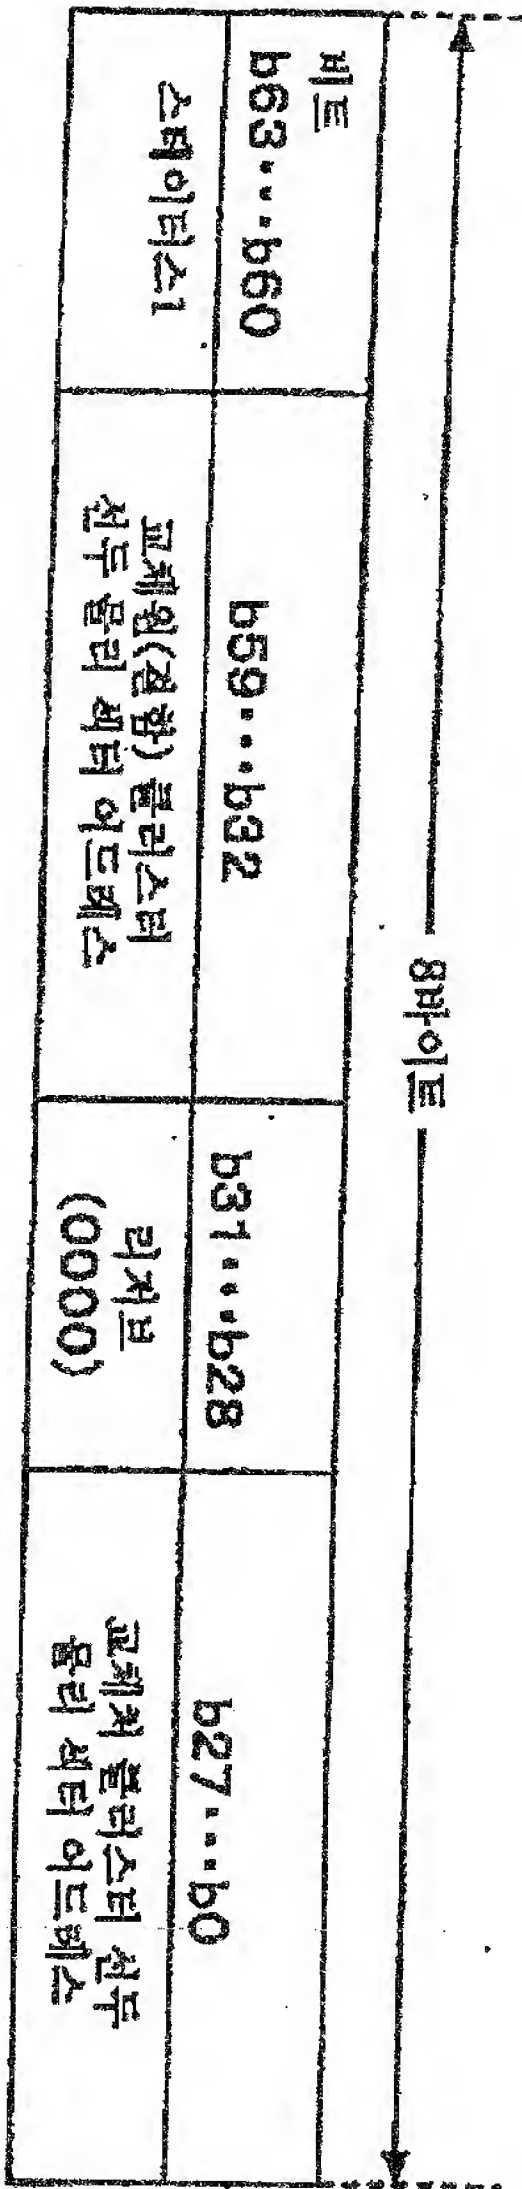 8바이트
비트
b63···b60
b59···b32
b31···b28
b27···b0
스테이터스1
교체원(결함) 클러스터
선두 물리 섹터 어드레스
리저브
(0000)
교체처 클러스터 선두
물리 섹터 어드레스